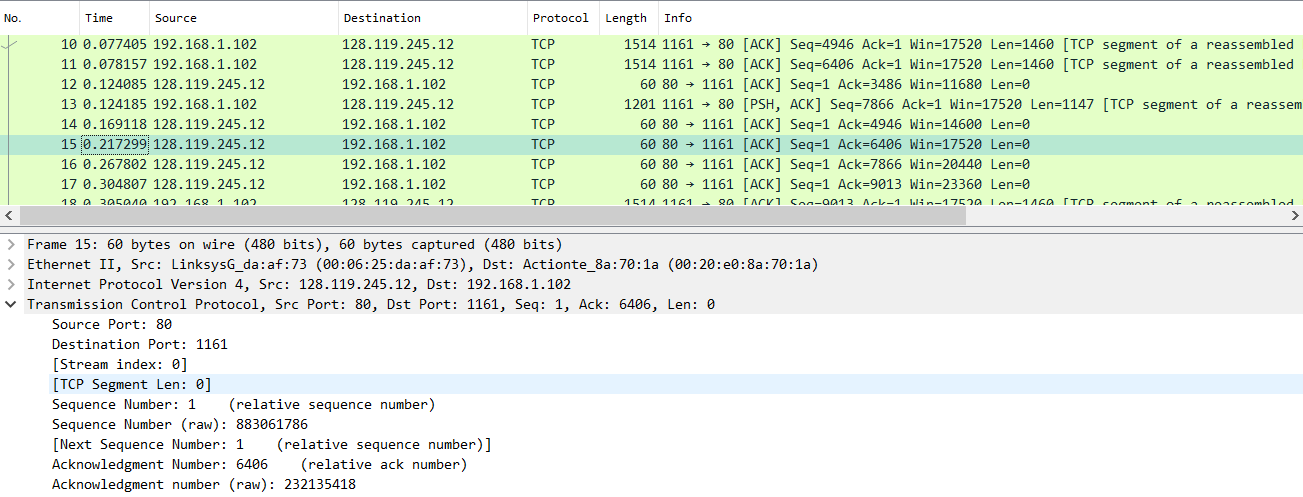 No. Time Source Destination Protocol Length Info
10 0.077405 192.168.1.102 128.119.245.12 TCP 1514 1161 → 80 [ACK] Seq=4946 Ack=1 Win=17520 Len=1460 [TCP segment of a reassembled
11 0.078157 192.168.1.102 128.119.245.12 TCP 1514 1161 → 80 [ACK] Seq=6406 Ack=1 Win=17520 Len=1460 [TCP segment of a reassembled
12 0.124085 128.119.245.12 192.168.1.102 TCP 60 80 → 1161 [ACK] Seq=1 Ack=3486 Win=11680 Len=0
13 0.124185 192.168.1.102 128.119.245.12 TCP 1201 1161 → 80 [PSH, ACK] Seq=7866 Ack=1 Win=17520 Len=1147 [TCP segment of a reassem
14 0.169118 128.119.245.12 192.168.1.102 TCP 60 80 → 1161 [ACK] Seq=1 Ack=4946 Win=14600 Len=0
15 0.217299 128.119.245.12 192.168.1.102 TCP 60 80 → 1161 [ACK] Seq=1 Ack=6406 Win=17520 Len=0
16 0.267802 128.119.245.12 192.168.1.102 TCP 60 80 → 1161 [ACK] Seq=1 Ack=7866 Win=20440 Len=0
17 0.304807 128.119.245.12 192.168.1.102 TCP 60 80 → 1161 [ACK] Seq=1 Ack=9013 Win=23360 Len=0
18 0.305040 192.168.1.102 128.119.245.12 TCP 1514 1161 → 80 [ACK] Seq=9013 Ack=1 Win=17520 Len=1460 [TCP segment of a reassembled
Frame 15: 60 bytes on wire (480 bits), 60 bytes captured (480 bits)
Ethernet II, Src: LinksysG_da:af:73 (00:06:25:da:af:73), Dst: Actionte_8a:70:1a (00:20:e0:8a:70:1a)
Internet Protocol Version 4, Src: 128.119.245.12, Dst: 192.168.1.102
Transmission Control Protocol, Src Port: 80, Dst Port: 1161, Seq: 1, Ack: 6406, Len: 0
Source Port: 80
Destination Port: 1161
[Stream index: 0]
[TCP Segment Len: 0]
Sequence Number: 1 (relative sequence number)
Sequence Number (raw): 883061786
[Next Sequence Number: 1 (relative sequence number)]
Acknowledgment Number: 6406 (relative ack number)
Acknowledgment number (raw): 232135418